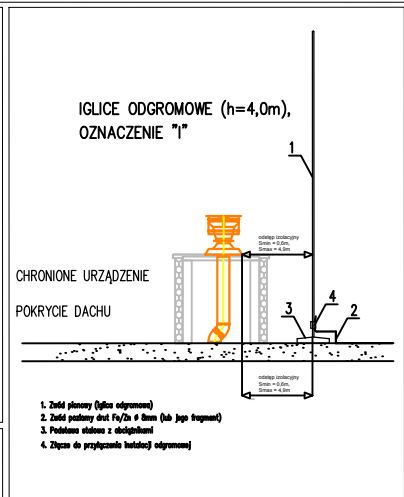 IGLICE ODGROMOWE (h=4,0m),
OZNACZENIE "I"
1
odstęp izolacyjny
Smin = 0,6m,
Smax = 4,9m
CHRONIONE URZĄDZENIE
POKRYCIE DACHU
3
4
2
odstęp izolacyjny
Smin = 0,6m,
Smax = 4,9m
1. Zwód pionowy (iglica odgromowa)
2. Zwód poziomy drut Fe/Zn ø 8mm (lub jego fragment)
3. Podstawa stalowa z obciążnikami
4. Złącze do przyłączenia instalacji odgromowej